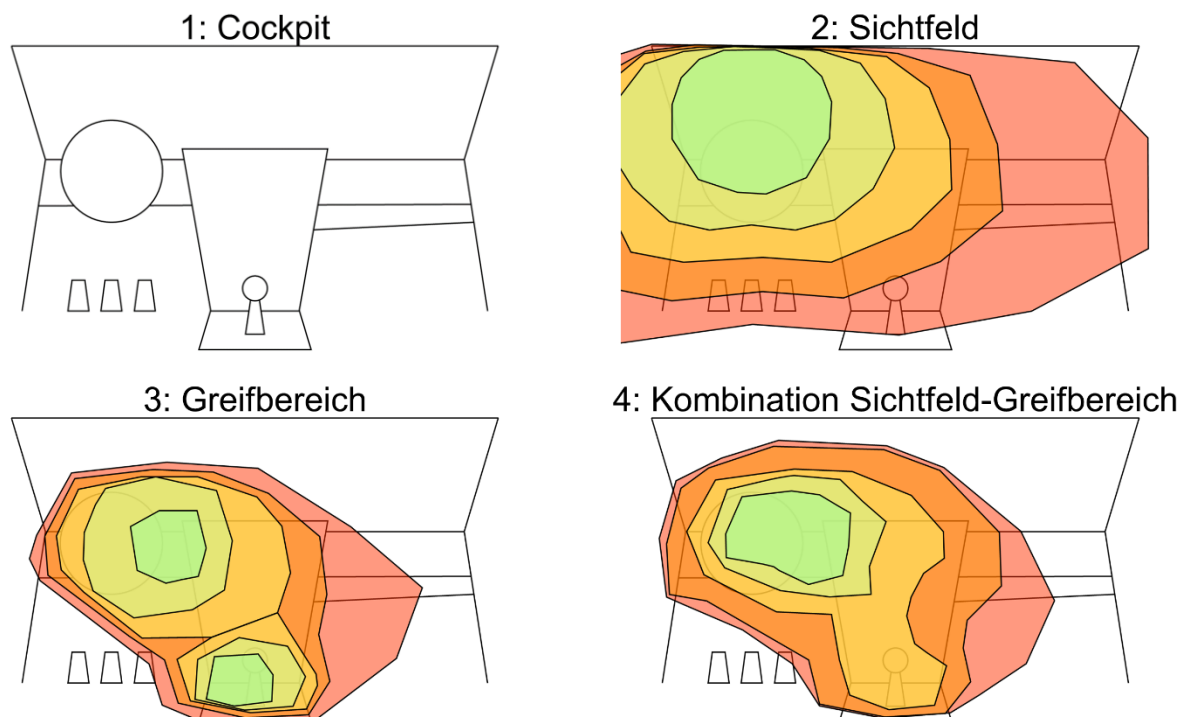 1: Cockpit
2: Sichtfeld
3: Greifbereich
4: Kombination Sichtfeld-Greifbereich